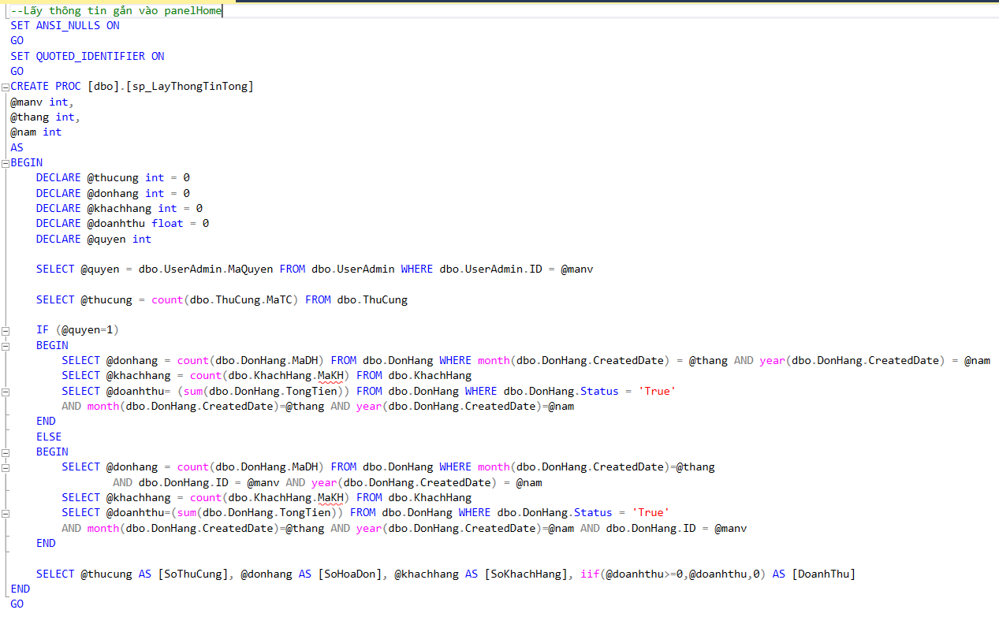 --Lấy thông tin gắn vào panelHome
SET ANSI_NULLS ON
GO
SET QUOTED_IDENTIFIER ON
GO
CREATE PROC [dbo].[sp_LayThongTinTong]
@manv int,
@thang int,
@nam int
AS
BEGIN
    DECLARE @thucung int = 0
    DECLARE @donhang int = 0
    DECLARE @khachhang int = 0
    DECLARE @doanhthu float = 0
    DECLARE @quyen int

    SELECT @quyen = dbo.UserAdmin.MaQuyen FROM dbo.UserAdmin WHERE dbo.UserAdmin.ID = @manv

    SELECT @thucung = count(dbo.ThuCung.MaTC) FROM dbo.ThuCung

    IF (@quyen=1)
    BEGIN
        SELECT @donhang = count(dbo.DonHang.MaDH) FROM dbo.DonHang WHERE month(dbo.DonHang.CreatedDate) = @thang AND year(dbo.DonHang.CreatedDate) = @nam
        SELECT @khachhang = count(dbo.KhachHang.MaKH) FROM dbo.KhachHang
        SELECT @doanhthu= (sum(dbo.DonHang.TongTien)) FROM dbo.DonHang WHERE dbo.DonHang.Status = 'True'
        AND month(dbo.DonHang.CreatedDate)=@thang AND year(dbo.DonHang.CreatedDate)=@nam
    END
    ELSE
    BEGIN
        SELECT @donhang = count(dbo.DonHang.MaDH) FROM dbo.DonHang WHERE month(dbo.DonHang.CreatedDate)=@thang
                AND dbo.DonHang.ID = @manv AND year(dbo.DonHang.CreatedDate) = @nam
        SELECT @khachhang = count(dbo.KhachHang.MaKH) FROM dbo.KhachHang
        SELECT @doanhthu=(sum(dbo.DonHang.TongTien)) FROM dbo.DonHang WHERE dbo.DonHang.Status = 'True'
        AND month(dbo.DonHang.CreatedDate)=@thang AND year(dbo.DonHang.CreatedDate)=@nam AND dbo.DonHang.ID = @manv
    END

    SELECT @thucung AS [SoThuCung], @donhang AS [SoHoaDon], @khachhang AS [SoKhachHang], iif(@doanhthu>=0,@doanhthu,0) AS [DoanhThu]
END
GO